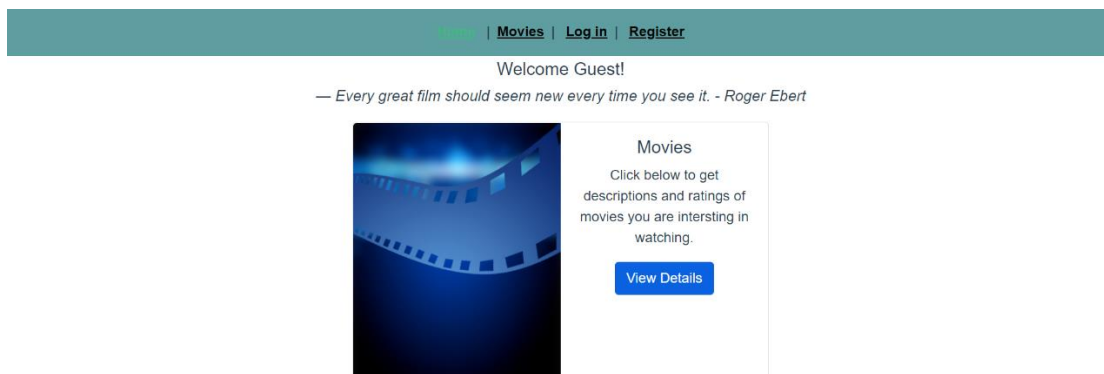 Home | Movies | Log in | Register
Welcome Guest!
— Every great film should seem new every time you see it. - Roger Ebert
Movies
Click below to get
descriptions and ratings of
movies you are intersting in
watching.
View Details